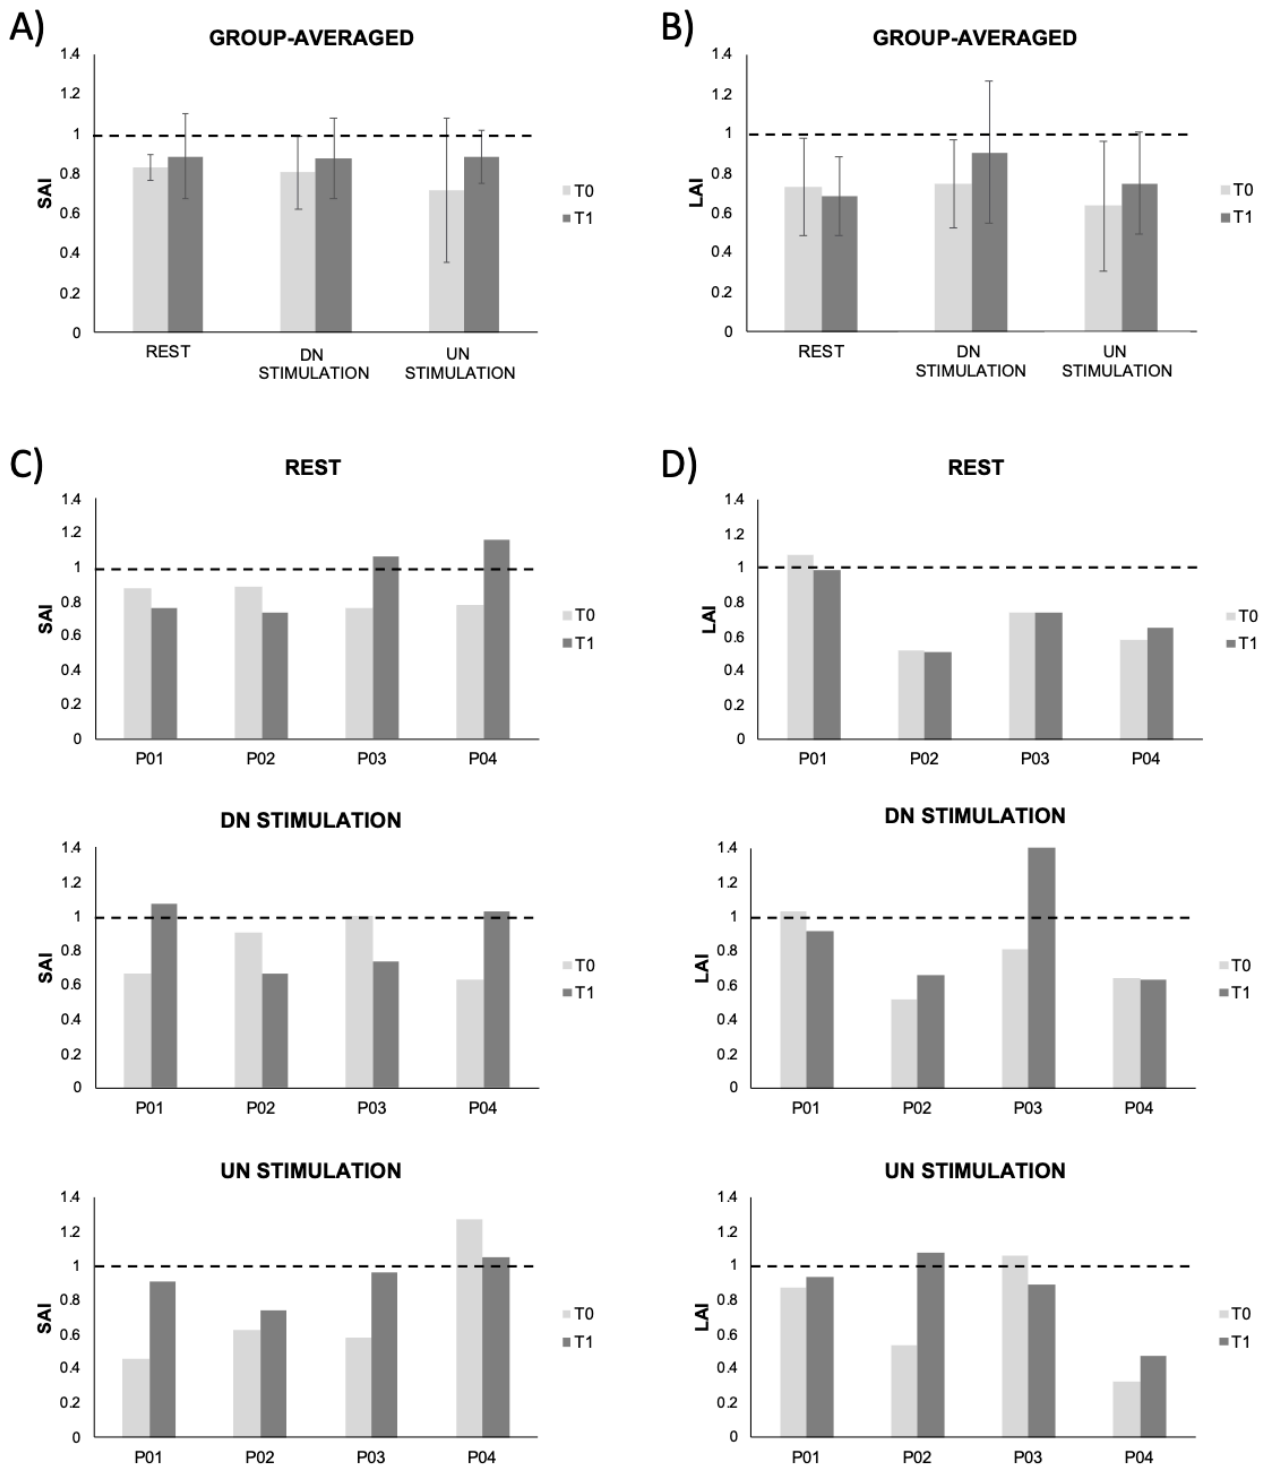 A)
GROUP-AVERAGED
1.4
1.2
1
0.8
0.6
0.4
0.2
0
SAI
REST
DN
STIMULATION
UN
STIMULATION
T0
T1
B)
GROUP-AVERAGED
1.4
1.2
1
0.8
0.6
0.4
0.2
0
LAI
REST
DN
STIMULATION
UN
STIMULATION
T0
T1
C)
REST
1.4
1.2
1
0.8
0.6
0.4
0.2
0
SAI
P01 P02 P03 P04
T0
T1
D)
REST
1.4
1.2
1
0.8
0.6
0.4
0.2
0
LAI
P01 P02 P03 P04
T0
T1
DN STIMULATION
1.4
1.2
1
0.8
0.6
0.4
0.2
0
SAI
P01 P02 P03 P04
T0
T1
DN STIMULATION
1.4
1.2
1
0.8
0.6
0.4
0.2
0
LAI
P01 P02 P03 P04
T0
T1
UN STIMULATION
1.4
1.2
1
0.8
0.6
0.4
0.2
0
SAI
P01 P02 P03 P04
T0
T1
UN STIMULATION
1.4
1.2
1
0.8
0.6
0.4
0.2
0
LAI
P01 P02 P03 P04
T0
T1